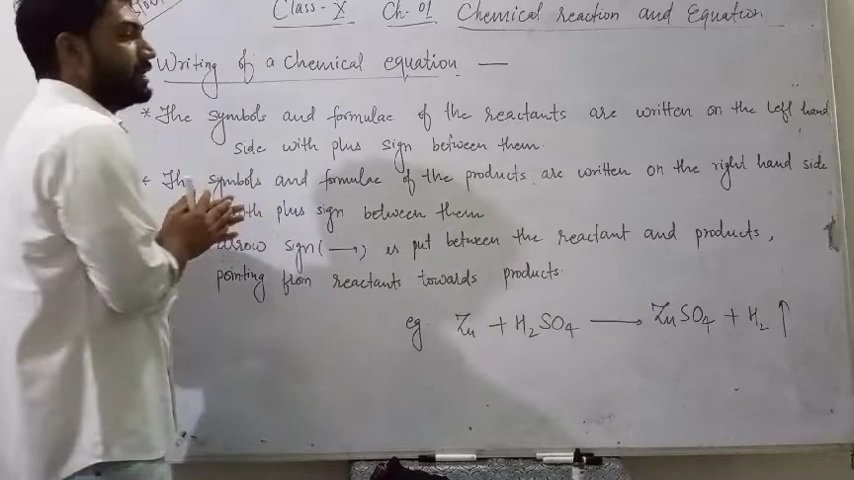 Class-X Ch. 01 Chemical reaction and Equation
Writing of a chemical equation —
* The symbols and formulae of the reactants are written on the left hand
side with plus sign between them.
* The symbols and formulae of the products are written on the right hand side
plus sign between them
arrow sign (→) is put between the reactant and products,
pointing from reactants towards products.
eg. Zn + H₂SO₄ → ZnSO₄ + H₂ ↑